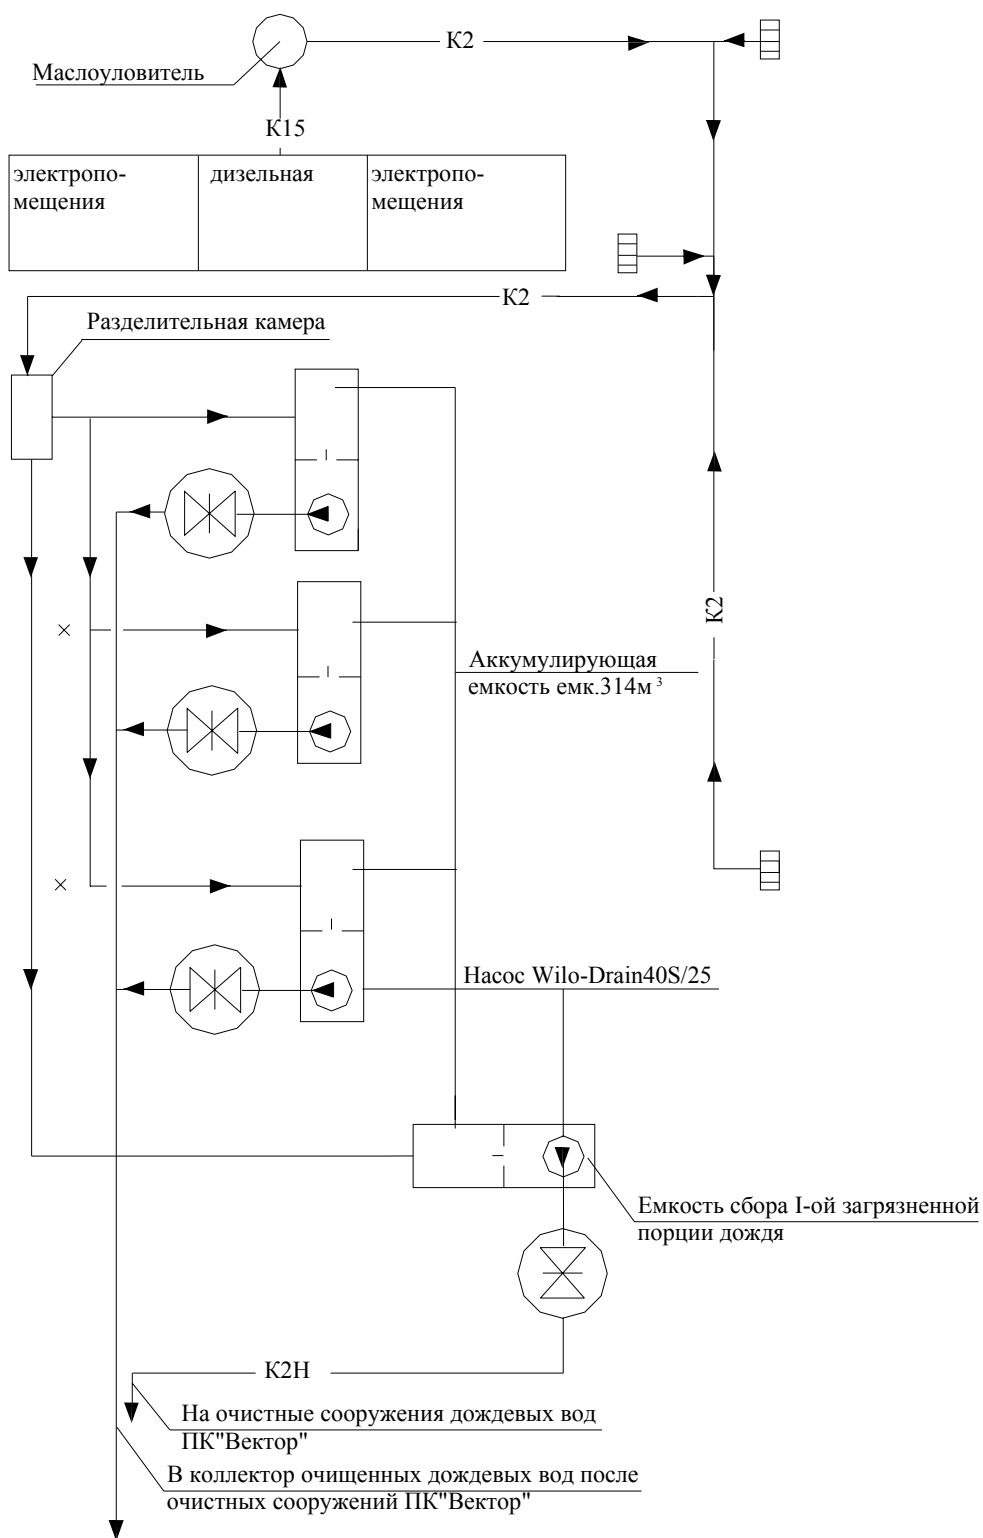 К2
Маслоуловитель
К15
электропо-
мещения
дизельная
электропо-
мещения
К2
Разделительная камера
К2
Аккумулирующая
емкость емк.314м³
Насос Wilo-Drain40S/25
Емкость сбора I-ой загрязненной
порции дождя
К2Н
На очистные сооружения дождевых вод
ПК"Вектор"
В коллектор очищенных дождевых вод после
очистных сооружений ПК"Вектор"